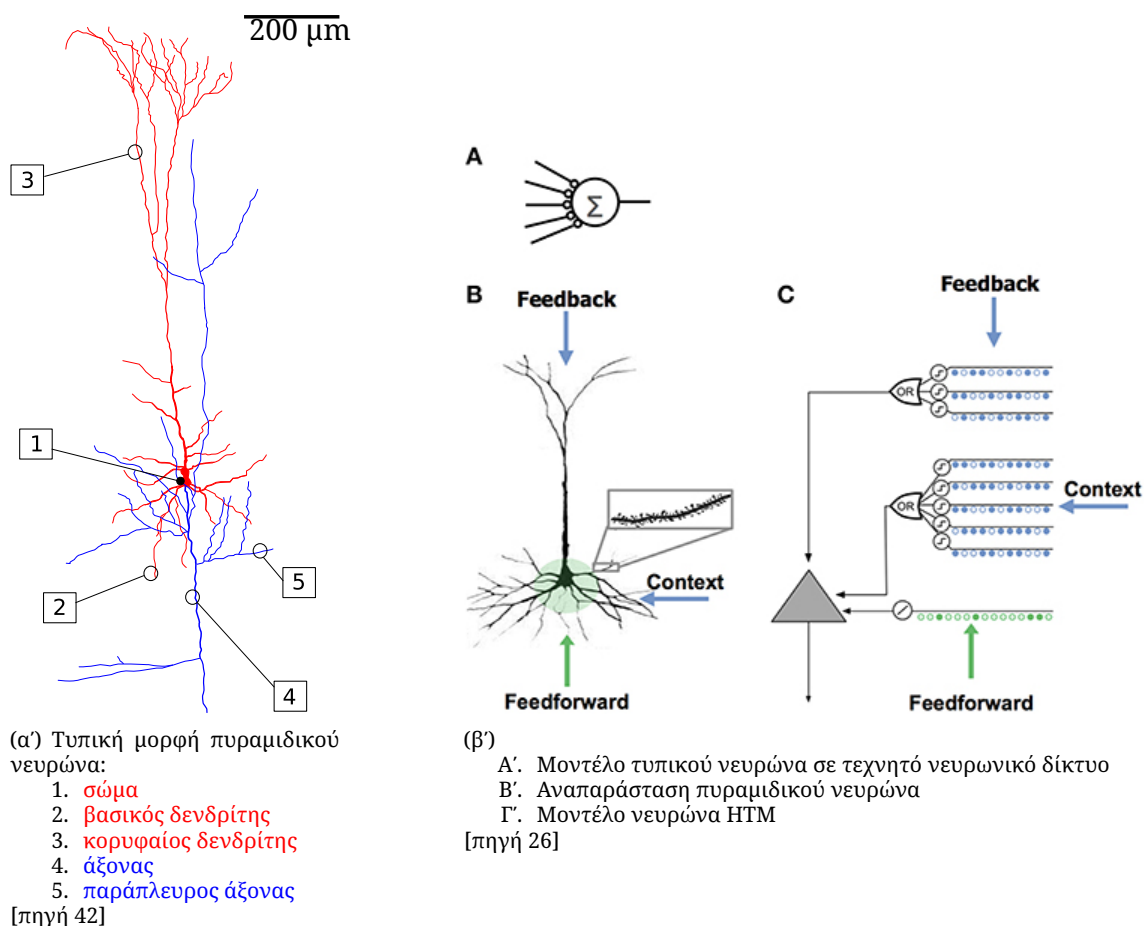 200 μm
3
1
2
5
4
A
Σ
B
Feedback
Context
Feedforward
C
Feedback
OR
OR
Context
Feedforward
(α′) Τυπική μορφή πυραμιδικού
νευρώνα:
1. σώμα
2. βασικός δενδρίτης
3. κορυφαίος δενδρίτης
4. άξονας
5. παράπλευρος άξονας
[πηγή 42]
(β′)
Α′. Μοντέλο τυπικού νευρώνα σε τεχνητό νευρωνικό δίκτυο
Β′. Αναπαράσταση πυραμιδικού νευρώνα
Γ′. Μοντέλο νευρώνα HTM
[πηγή 26]